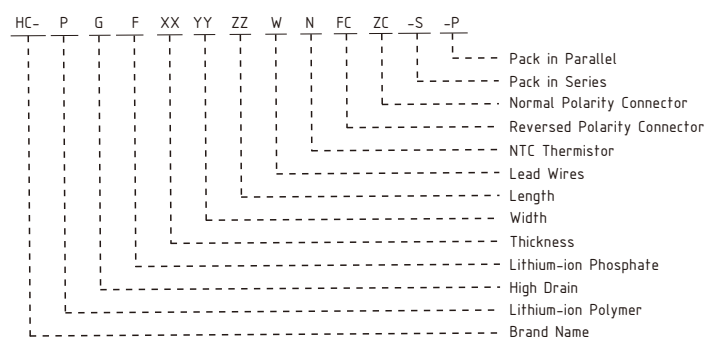 HC- P G F XX YY ZZ W N FC ZC -S -P
Pack in Parallel
Pack in Series
Normal Polarity Connector
Reversed Polarity Connector
NTC Thermistor
Lead Wires
Length
Width
Thickness
Lithium-ion Phosphate
High Drain
Lithium-ion Polymer
Brand Name